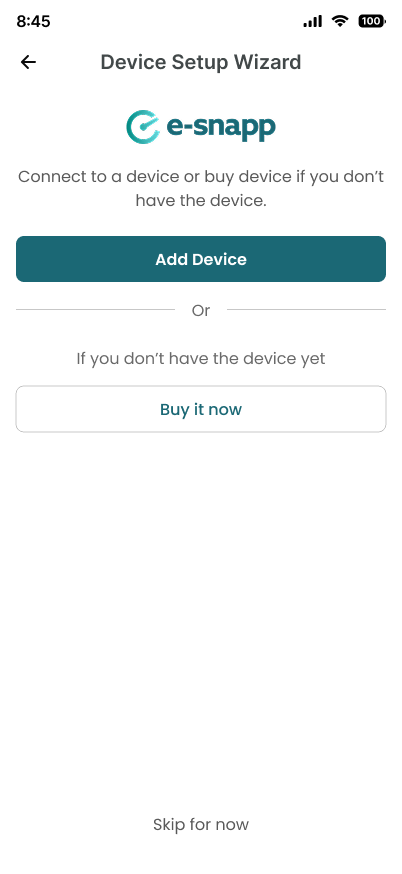 8:45
100
Device Setup Wizard
e-snapp
Connect to a device or buy device if you don’t
have the device.
Add Device
Or
If you don’t have the device yet
Buy it now
Skip for now